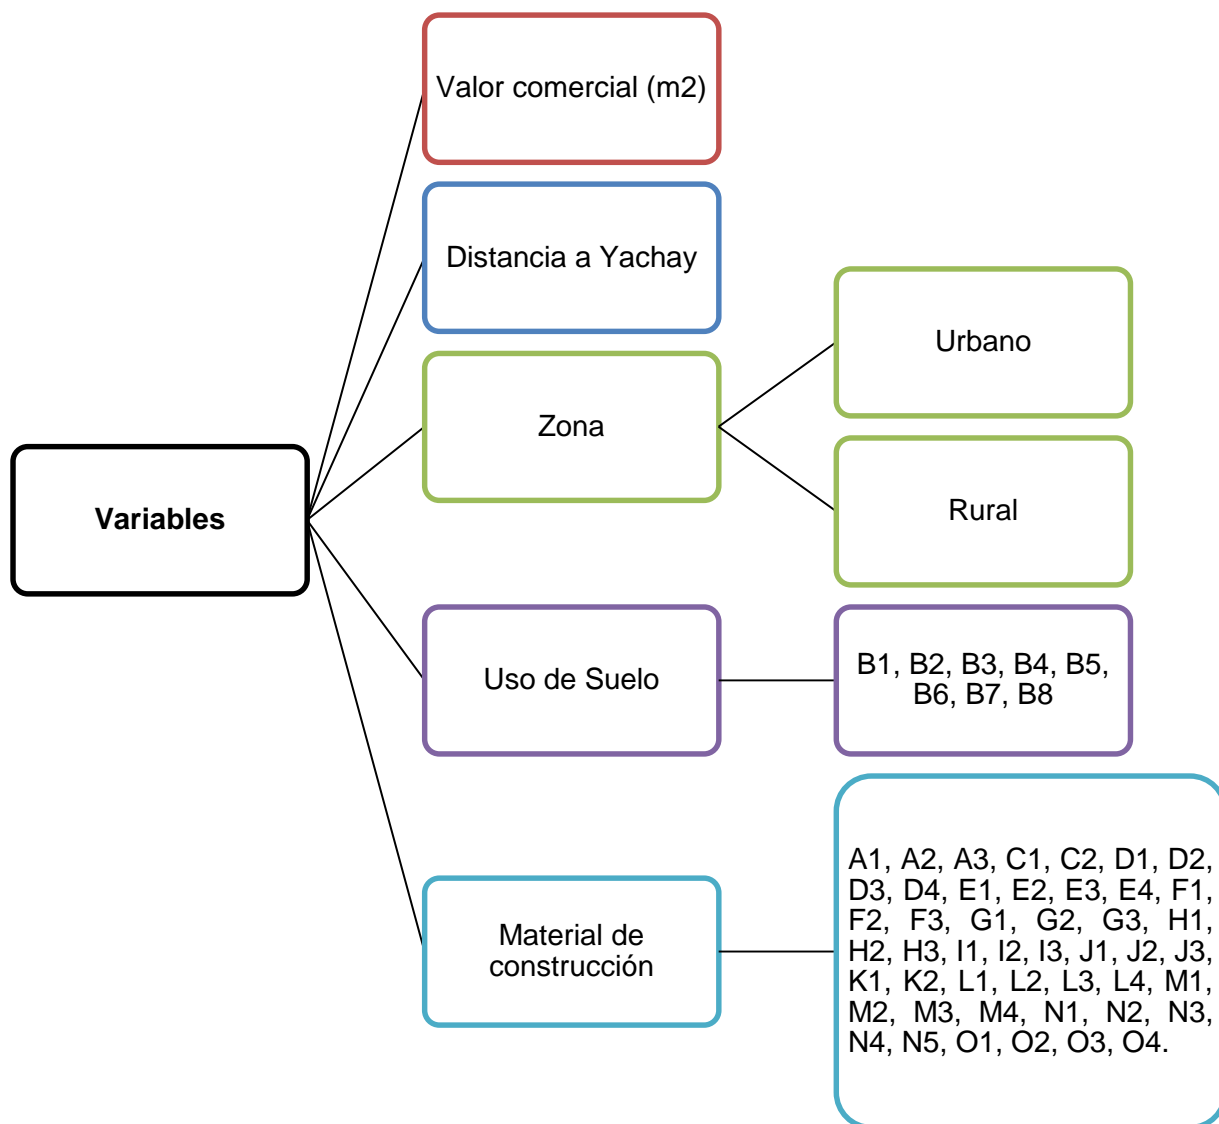 Valor comercial (m2)
Distancia a Yachay
Urbano
Zona
Rural
Variables
Uso de Suelo
B1, B2, B3, B4, B5,
B6, B7, B8
Material de
construcción
A1, A2, A3, C1, C2, D1, D2,
D3, D4, E1, E2, E3, E4, F1,
F2, F3, G1, G2, G3, H1,
H2, H3, I1, I2, I3, J1, J2, J3,
K1, K2, L1, L2, L3, L4, M1,
M2, M3, M4, N1, N2, N3,
N4, N5, O1, O2, O3, O4.